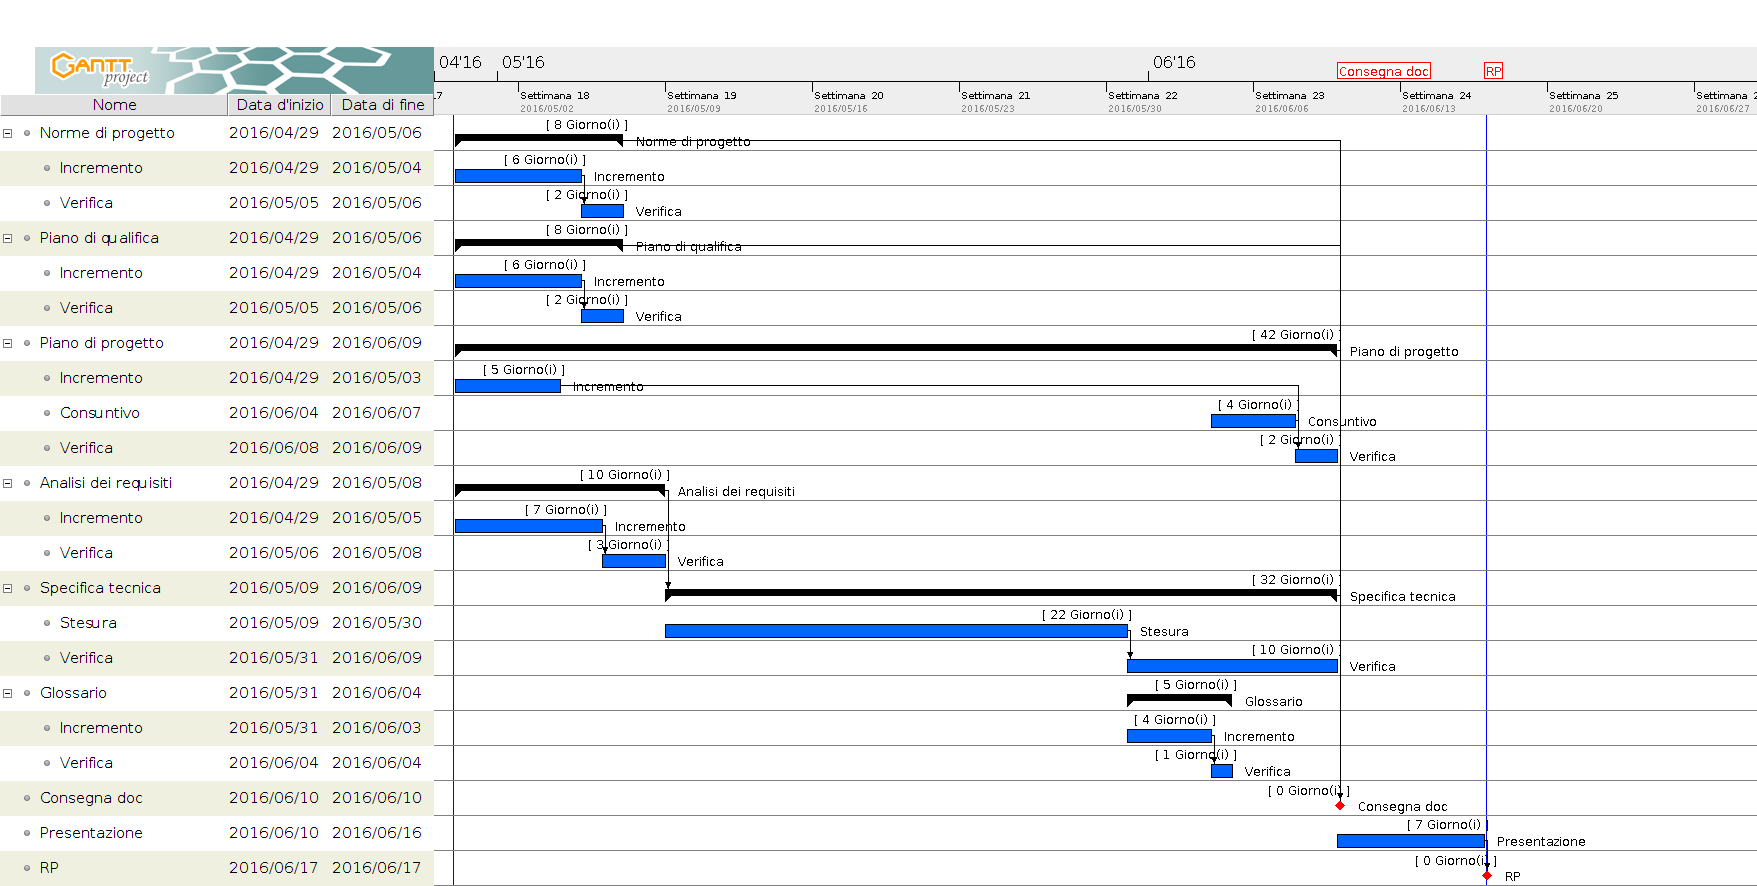 GANTT
project
04'16 05'16 06'16
Consegna doc RP
Nome Data d'inizio Data di fine
7 Settimana 18 Settimana 19 Settimana 20 Settimana 21 Settimana 22 Settimana 23 Settimana 24 Settimana 25 Settimana 2
2016/05/02 2016/05/09 2016/05/16 2016/05/23 2016/05/30 2016/06/06 2016/06/13 2016/06/20 2016/06/27
Norme di progetto 2016/04/29 2016/05/06 [ 8 Giorno(i) ] Norme di progetto
Incremento 2016/04/29 2016/05/04 [ 6 Giorno(i) ] Incremento
Verifica 2016/05/05 2016/05/06 [ 2 Giorno(i) ] Verifica
Piano di qualifica 2016/04/29 2016/05/06 [ 8 Giorno(i) ] Piano di qualifica
Incremento 2016/04/29 2016/05/04 [ 6 Giorno(i) ] Incremento
Verifica 2016/05/05 2016/05/06 [ 2 Giorno(i) ] Verifica
Piano di progetto 2016/04/29 2016/06/09 [ 42 Giorno(i) ] Piano di progetto
Incremento 2016/04/29 2016/05/03 [ 5 Giorno(i) ] Incremento
Consuntivo 2016/06/04 2016/06/07 [ 4 Giorno(i) ] Consuntivo
Verifica 2016/06/08 2016/06/09 [ 2 Giorno(i) ] Verifica
Analisi dei requisiti 2016/04/29 2016/05/08 [ 10 Giorno(i) ] Analisi dei requisiti
Incremento 2016/04/29 2016/05/05 [ 7 Giorno(i) ] Incremento
Verifica 2016/05/06 2016/05/08 [ 3 Giorno(i) ] Verifica
Specifica tecnica 2016/05/09 2016/06/09 [ 32 Giorno(i) ] Specifica tecnica
Stesura 2016/05/09 2016/05/30 [ 22 Giorno(i) ] Stesura
Verifica 2016/05/31 2016/06/09 [ 10 Giorno(i) ] Verifica
Glossario 2016/05/31 2016/06/04 [ 5 Giorno(i) ] Glossario
Incremento 2016/05/31 2016/06/03 [ 4 Giorno(i) ] Incremento
Verifica 2016/06/04 2016/06/04 [ 1 Giorno(i) ] Verifica
Consegna doc 2016/06/10 2016/06/10 [ 0 Giorno(i) ] Consegna doc
Presentazione 2016/06/10 2016/06/16 [ 7 Giorno(i) ] Presentazione
RP 2016/06/17 2016/06/17 [ 0 Giorno(i) ] RP